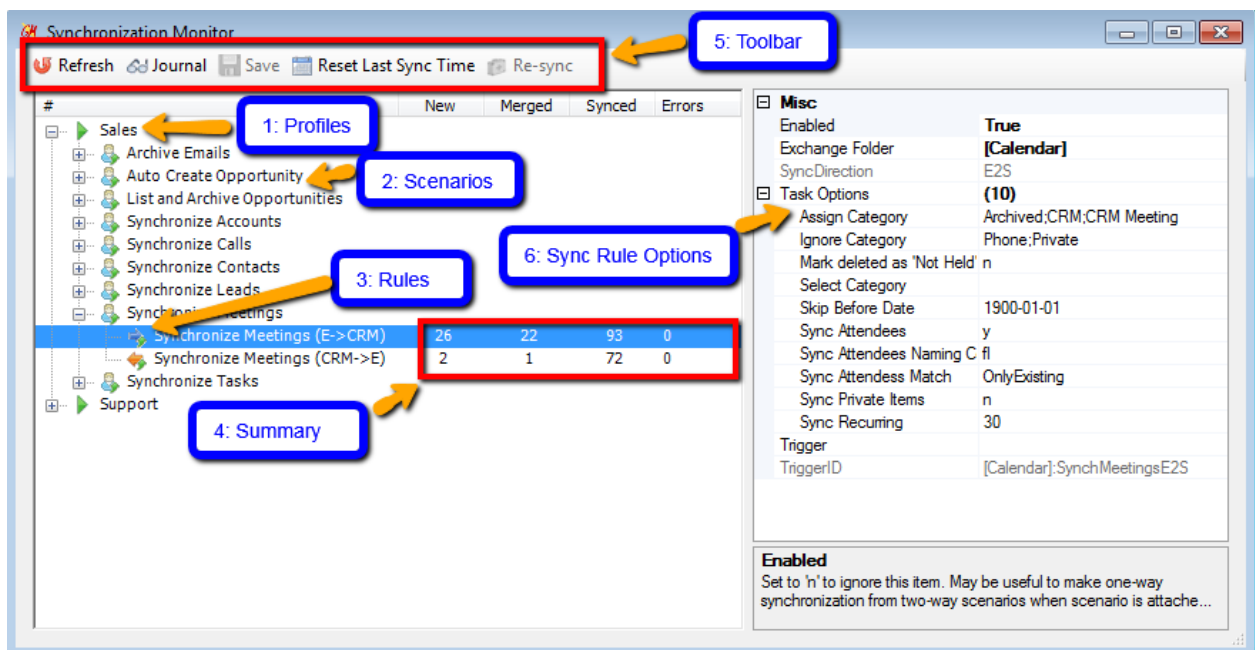 Synchronization Monitor
5: Toolbar
Refresh Journal Save Reset Last Sync Time Re-sync
# New Merged Synced Errors
Sales
1: Profiles
Archive Emails
Auto Create Opportunity
2: Scenarios
List and Archive Opportunities
Synchronize Accounts
Synchronize Calls
Synchronize Contacts
3: Rules
Synchronize Leads
Synchronize Meetings
Synchronize Meetings (E->CRM) 26 22 93 0
Synchronize Meetings (CRM->E) 2 1 72 0
Synchronize Tasks
Support
4: Summary
6: Sync Rule Options
Misc
Enabled True
Exchange Folder [Calendar]
SyncDirection E2S
Task Options (10)
Assign Category Archived;CRM;CRM Meeting
Ignore Category Phone;Private
Mark deleted as 'Not Held' n
Select Category
Skip Before Date 1900-01-01
Sync Attendees y
Sync Attendees Naming C fl
Sync Attendess Match OnlyExisting
Sync Private Items n
Sync Recurring 30
Trigger
TriggerID [Calendar]:SynchMeetingsE2S
Enabled
Set to 'n' to ignore this item. May be useful to make one-way
synchronization from two-way scenarios when scenario is attache...